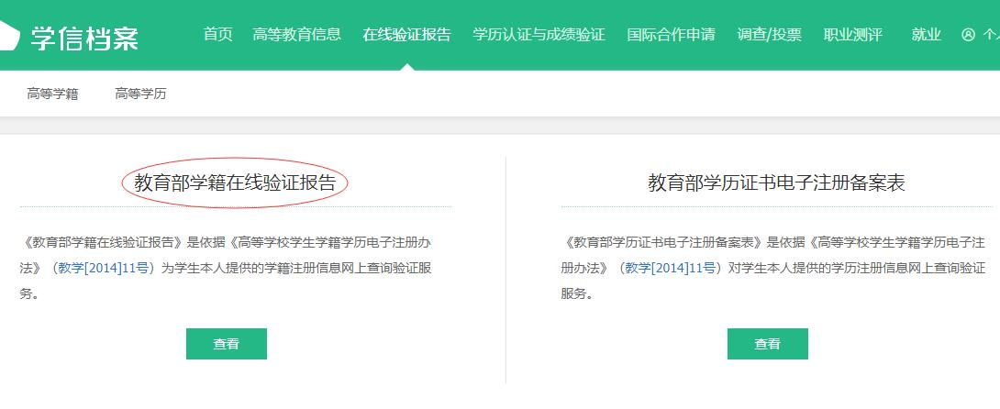 学信档案 首页 高等教育信息 在线验证报告 学历认证与成绩验证 国际合作申请 调查/投票 职业测评 就业 个
高等学籍 高等学历
教育部学籍在线验证报告
《教育部学籍在线验证报告》是依据《高等学校学生学籍学历电子注册办
法》（教学[2014]11号）为学生本人提供的学籍注册信息网上查询验证服
务。
查看
教育部学历证书电子注册备案表
《教育部学历证书电子注册备案表》是依据《高等学校学生学籍学历电子注
册办法》（教学[2014]11号）对学生本人提供的学历注册信息网上查询验证
服务。
查看